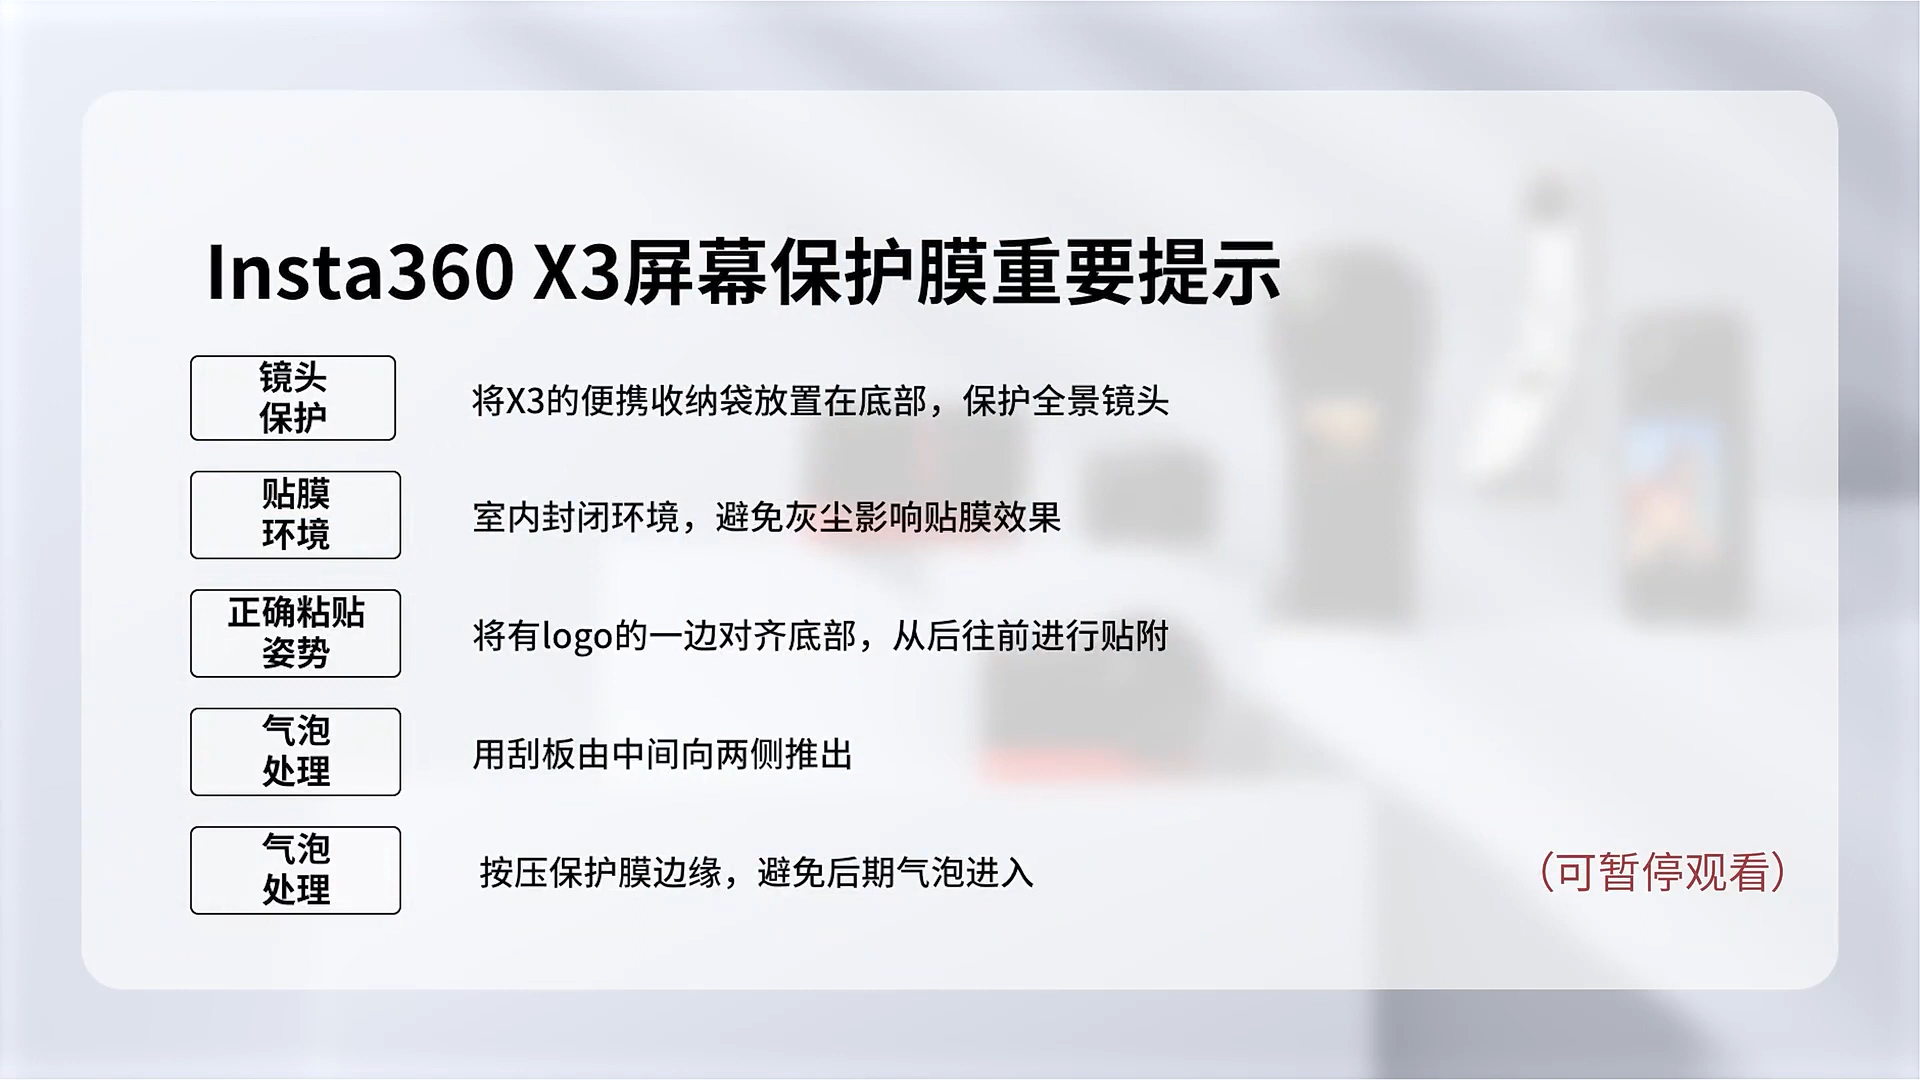 Insta360 X3屏幕保护膜重要提示
镜头
保护
将X3的便携收纳袋放置在底部，保护全景镜头
贴膜
环境
室内封闭环境，避免灰尘影响贴膜效果
正确粘贴
姿势
将有logo的一边对齐底部，从后往前进行贴附
气泡
处理
用刮板由中间向两侧推出
气泡
处理
按压保护膜边缘，避免后期气泡进入
（可暂停观看）